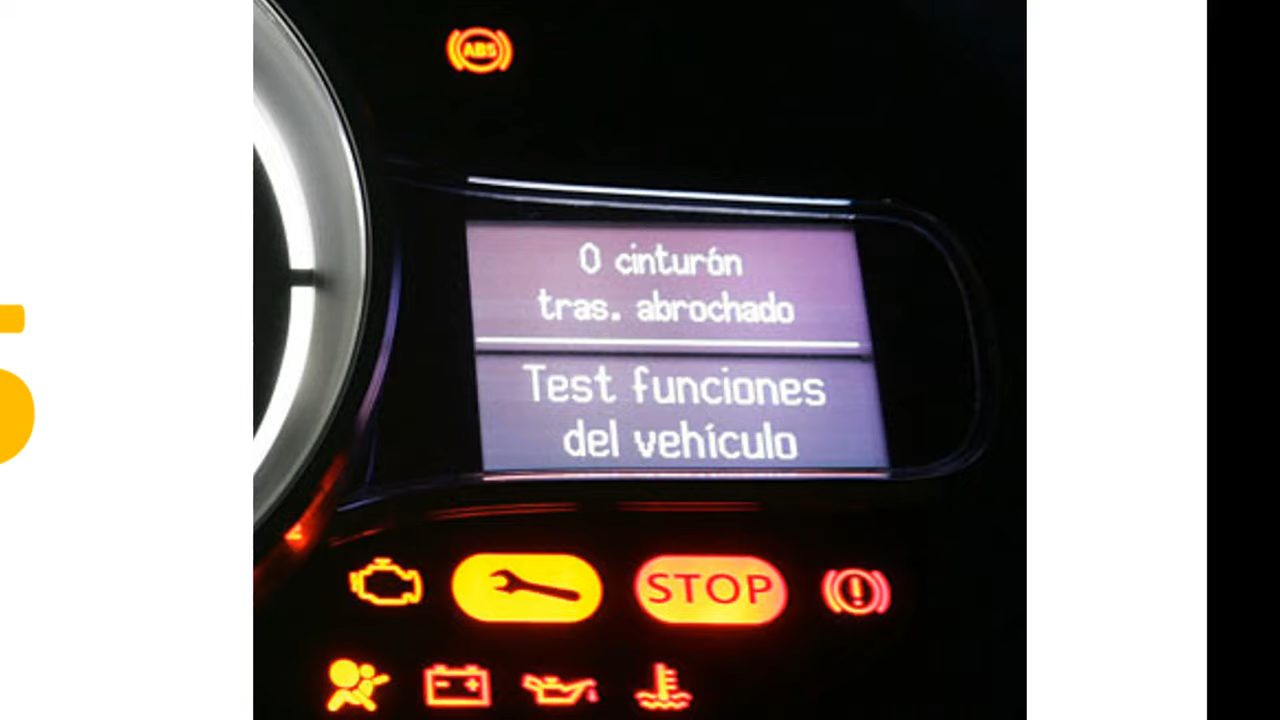 ABS
0 cinturón
tras. abrochado
Test funciones
del vehículo
STOP